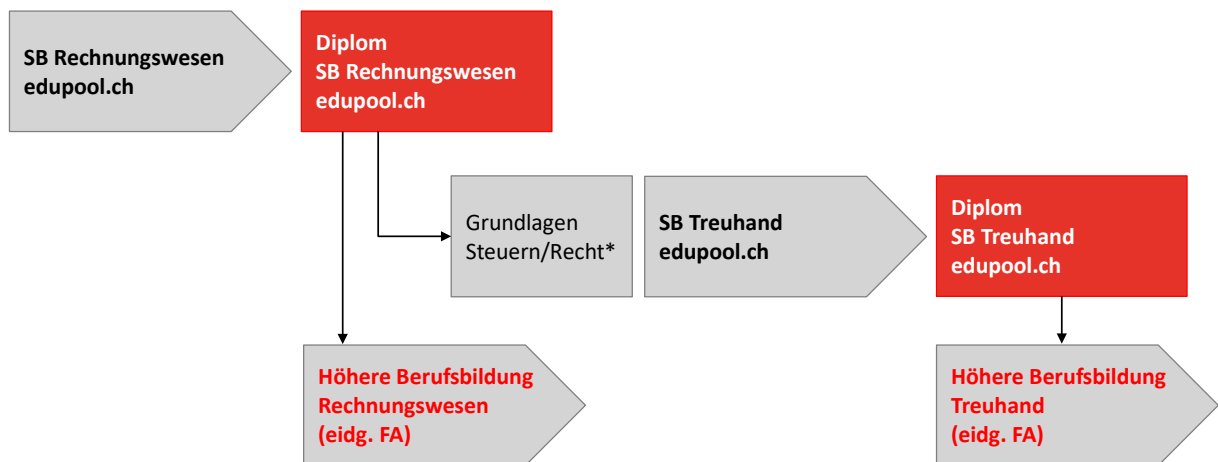 SB Rechnungswesen
edupool.ch
Diplom
SB Rechnungswesen
edupool.ch
Grundlagen
Steuern/Recht*
SB Treuhand
edupool.ch
Diplom
SB Treuhand
edupool.ch
Höhere Berufsbildung
Rechnungswesen
(eidg. FA)
Höhere Berufsbildung
Treuhand
(eidg. FA)